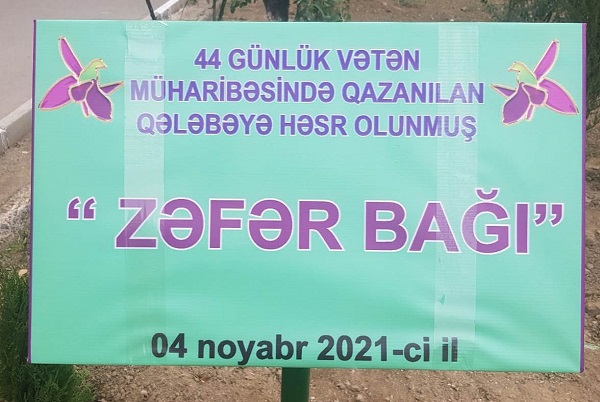 44 GÜNLÜK VƏTƏN
MÜHARİBƏSİNDƏ QAZANILAN
QƏLƏBƏYƏ HƏSR OLUNMUŞ
“ ZƏFƏR BAĞI”
04 noyabr 2021-ci il